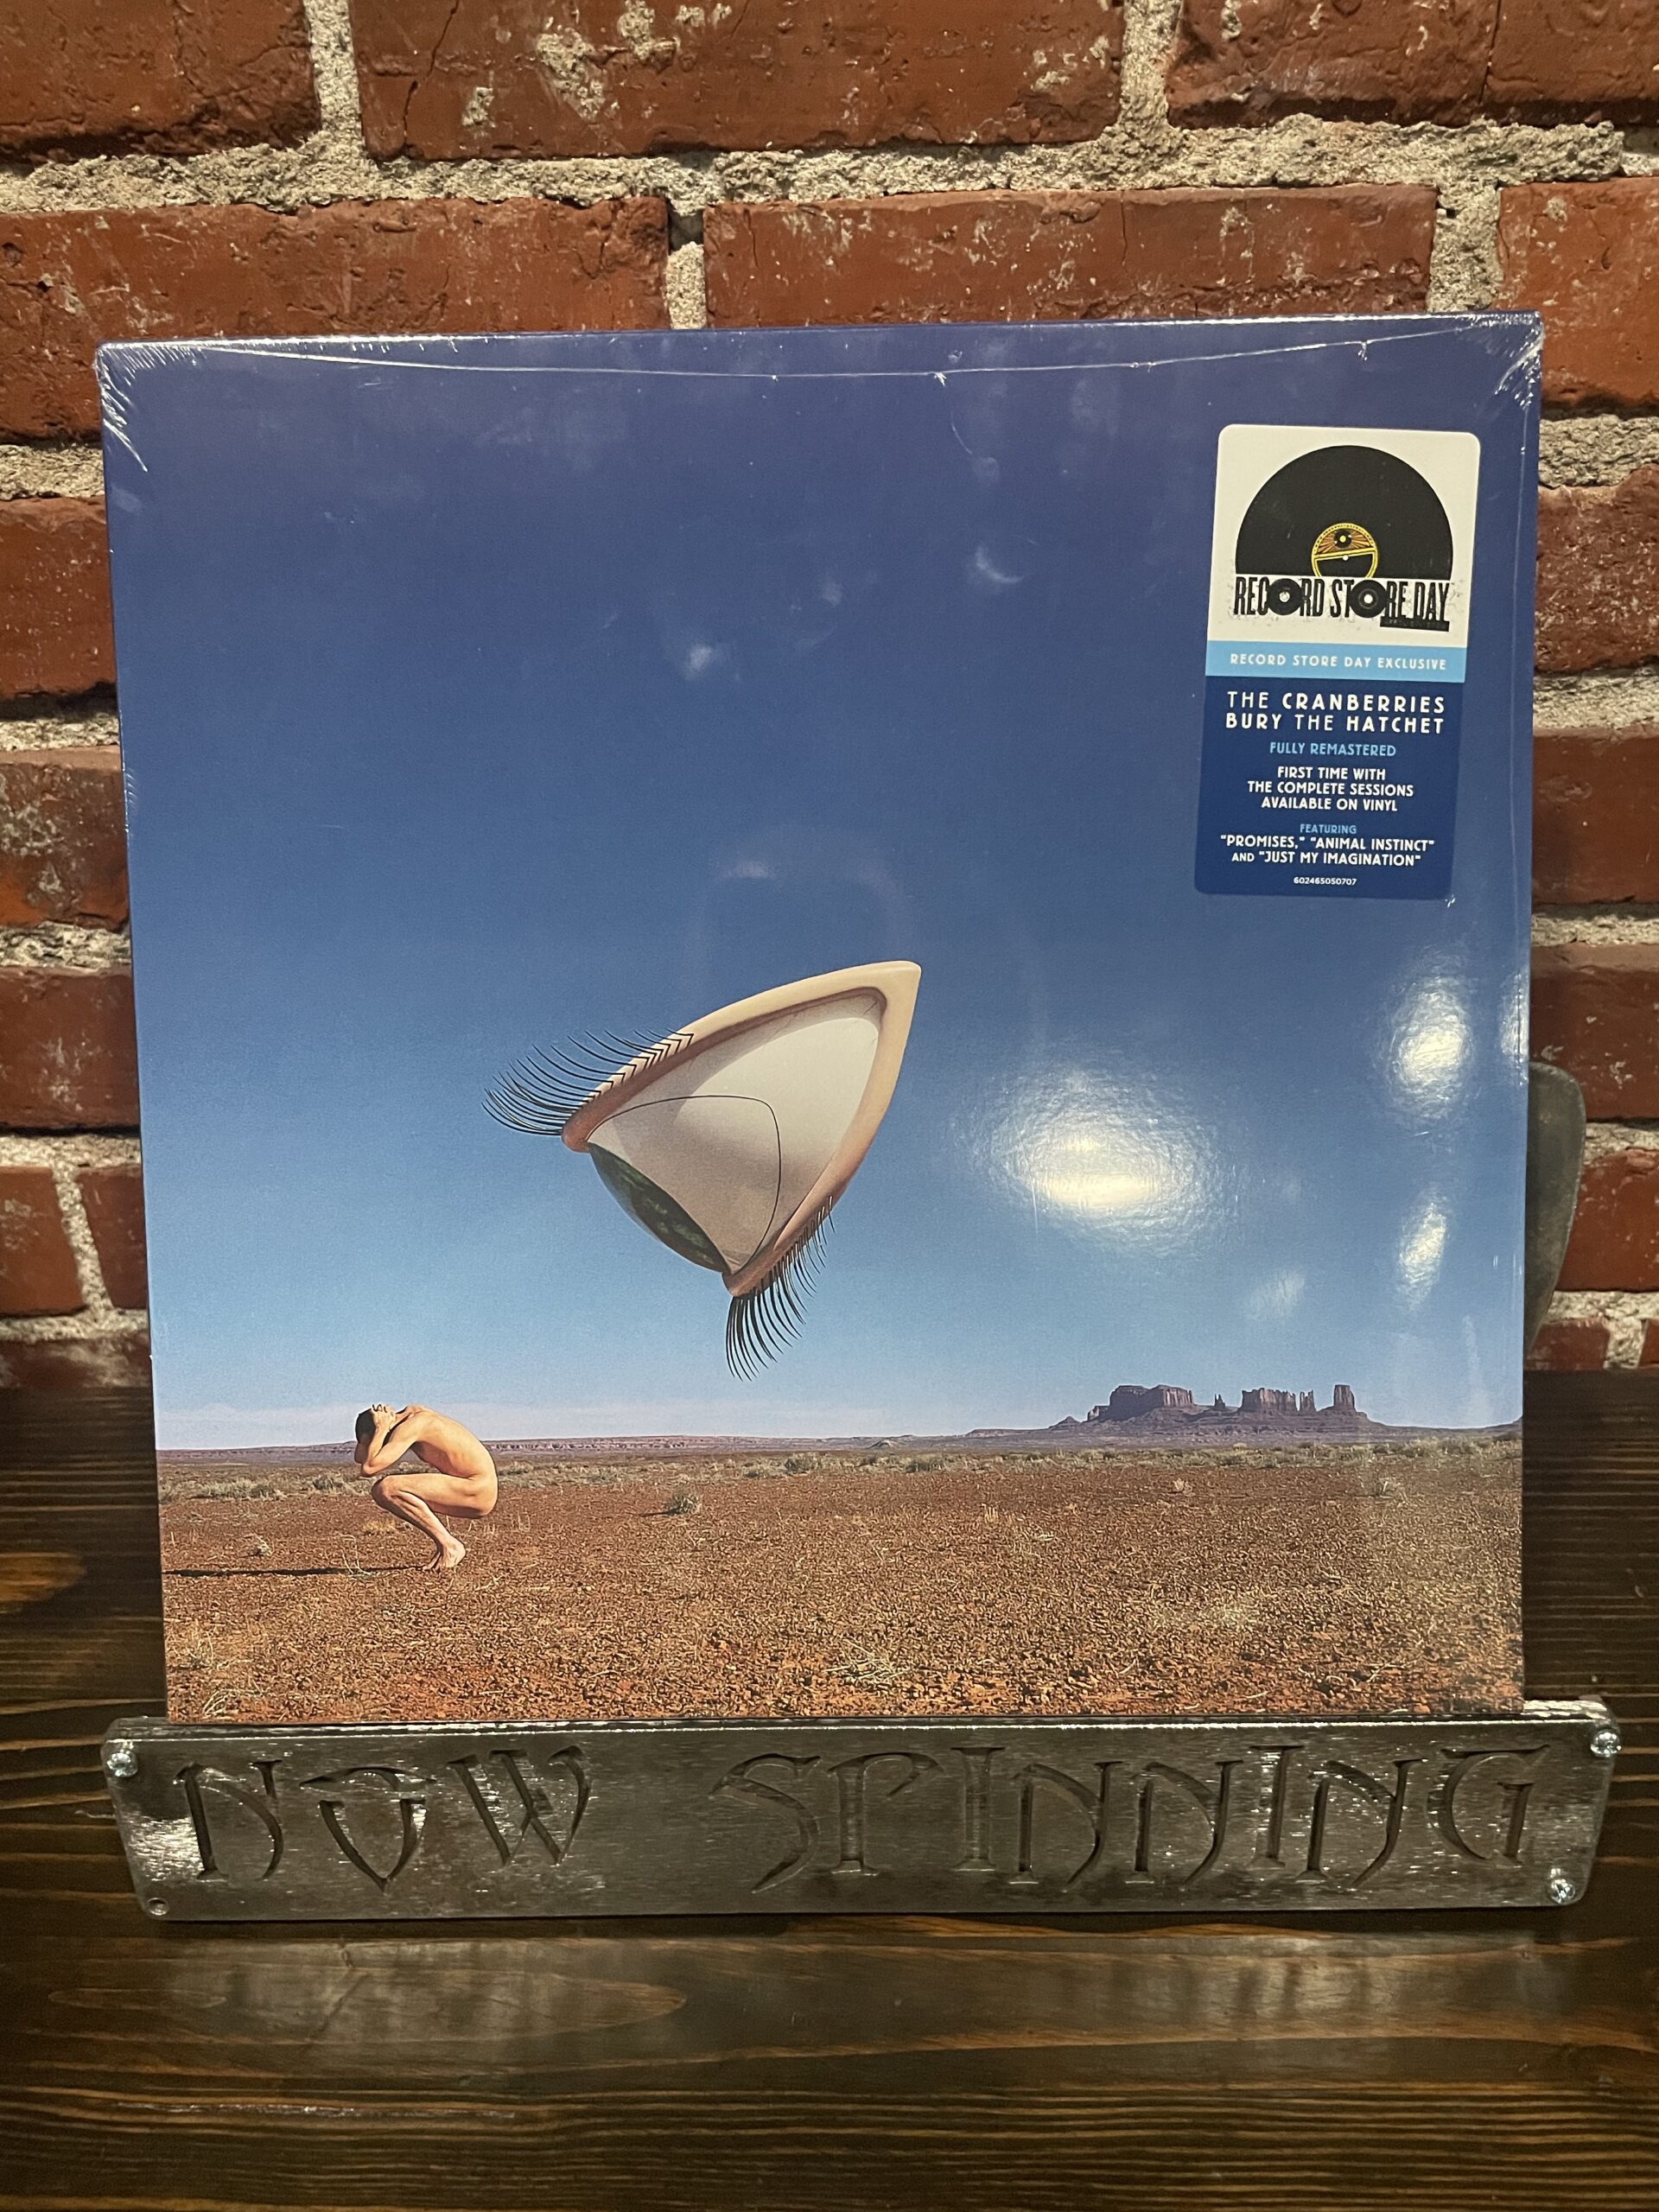 RECORD STORE DAY
RECORD STORE DAY EXCLUSIVE
THE CRANBERRIES
BURY THE HATCHET
FULLY REMASTERED
FIRST TIME WITH
THE COMPLETE SESSIONS
AVAILABLE ON VINYL
FEATURING
"PROMISES," "ANIMAL INSTINCT"
AND "JUST MY IMAGINATION"
602465050707
NOW SPINNING